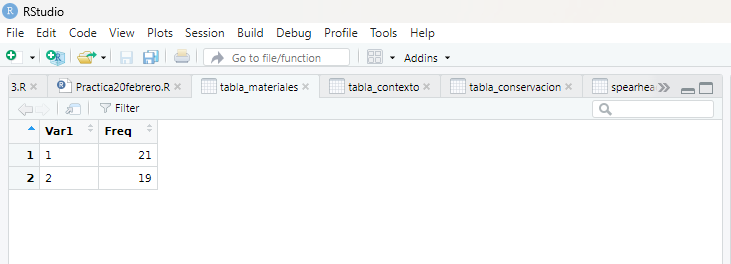 RStudio
File Edit Code View Plots Session Build Debug Profile Tools Help
Go to file/function Addins
3.R Practica20febrero.R tabla_materiales tabla_contexto tabla_conservacion spearhea
Filter
Var1 Freq
1 1 21
2 2 19